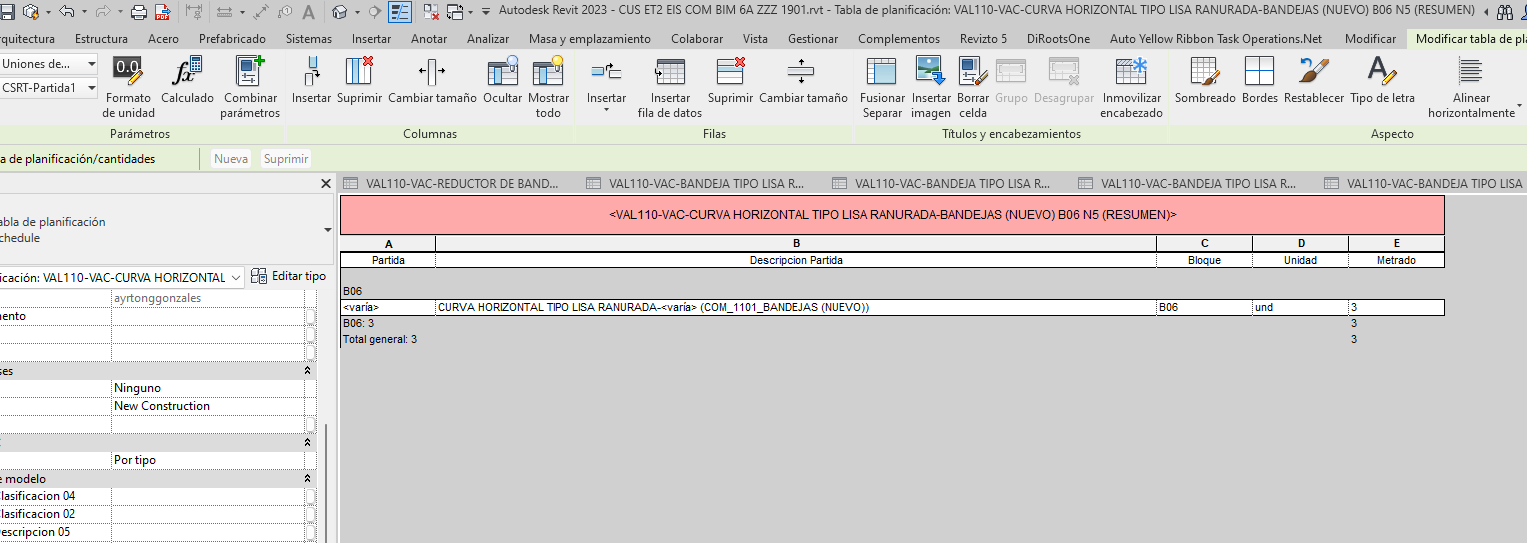 Autodesk Revit 2023 - CUS ET2 EIS COM BIM 6A ZZZ 1901.rvt - Tabla de planificación: VAL110-VAC-CURVA HORIZONTAL TIPO LISA RANURADA-BANDEJAS (NUEVO) B06 N5 (RESUMEN)
rquitectura Estructura Acero Prefabricado Sistemas Insertar Anotar Analizar Masa y emplazamiento Colaborar Vista Gestionar Complementos Revizto 5 DiRootsOne Auto Yellow Ribbon Task Operations.Net Modificar Modificar tabla de pla
Uniones de...
CSRT-Partida1
Formato de unidad
Calculado
Combinar parámetros
Insertar
Suprimir
Cambiar tamaño
Ocultar
Mostrar todo
Insertar
Insertar fila de datos
Suprimir
Cambiar tamaño
Fusionar Separar
Insertar imagen
Borrar celda
Grupo
Desagrupar
Inmovilizar encabezado
Sombreado
Bordes
Restablecer
Tipo de letra
Alinear horizontalmente
Parámetros Columnas Filas Títulos y encabezamientos Aspecto
a de planificación/cantidades Nueva Suprimir
VAL110-VAC-REDUCTOR DE BAND... VAL110-VAC-BANDEJA TIPO LISA R... VAL110-VAC-BANDEJA TIPO LISA R... VAL110-VAC-BANDEJA TIPO LISA R... VAL110-VAC-BANDEJA TIPO LISA
tabla de planificación
chedule
icación: VAL110-VAC-CURVA HORIZONTAL Editar tipo
ayrtonggonzales
mento
ses
Ninguno
New Construction
Por tipo
e modelo
lasificacion 04
lasificacion 02
escripcion 05
<VAL110-VAC-CURVA HORIZONTAL TIPO LISA RANURADA-BANDEJAS (NUEVO) B06 N5 (RESUMEN)>
A B C D E
Partida Descripcion Partida Bloque Unidad Metrado
B06
<varía> CURVA HORIZONTAL TIPO LISA RANURADA-<varía> (COM_1101_BANDEJAS (NUEVO)) B06 und 3
B06: 3 3
Total general: 3 3